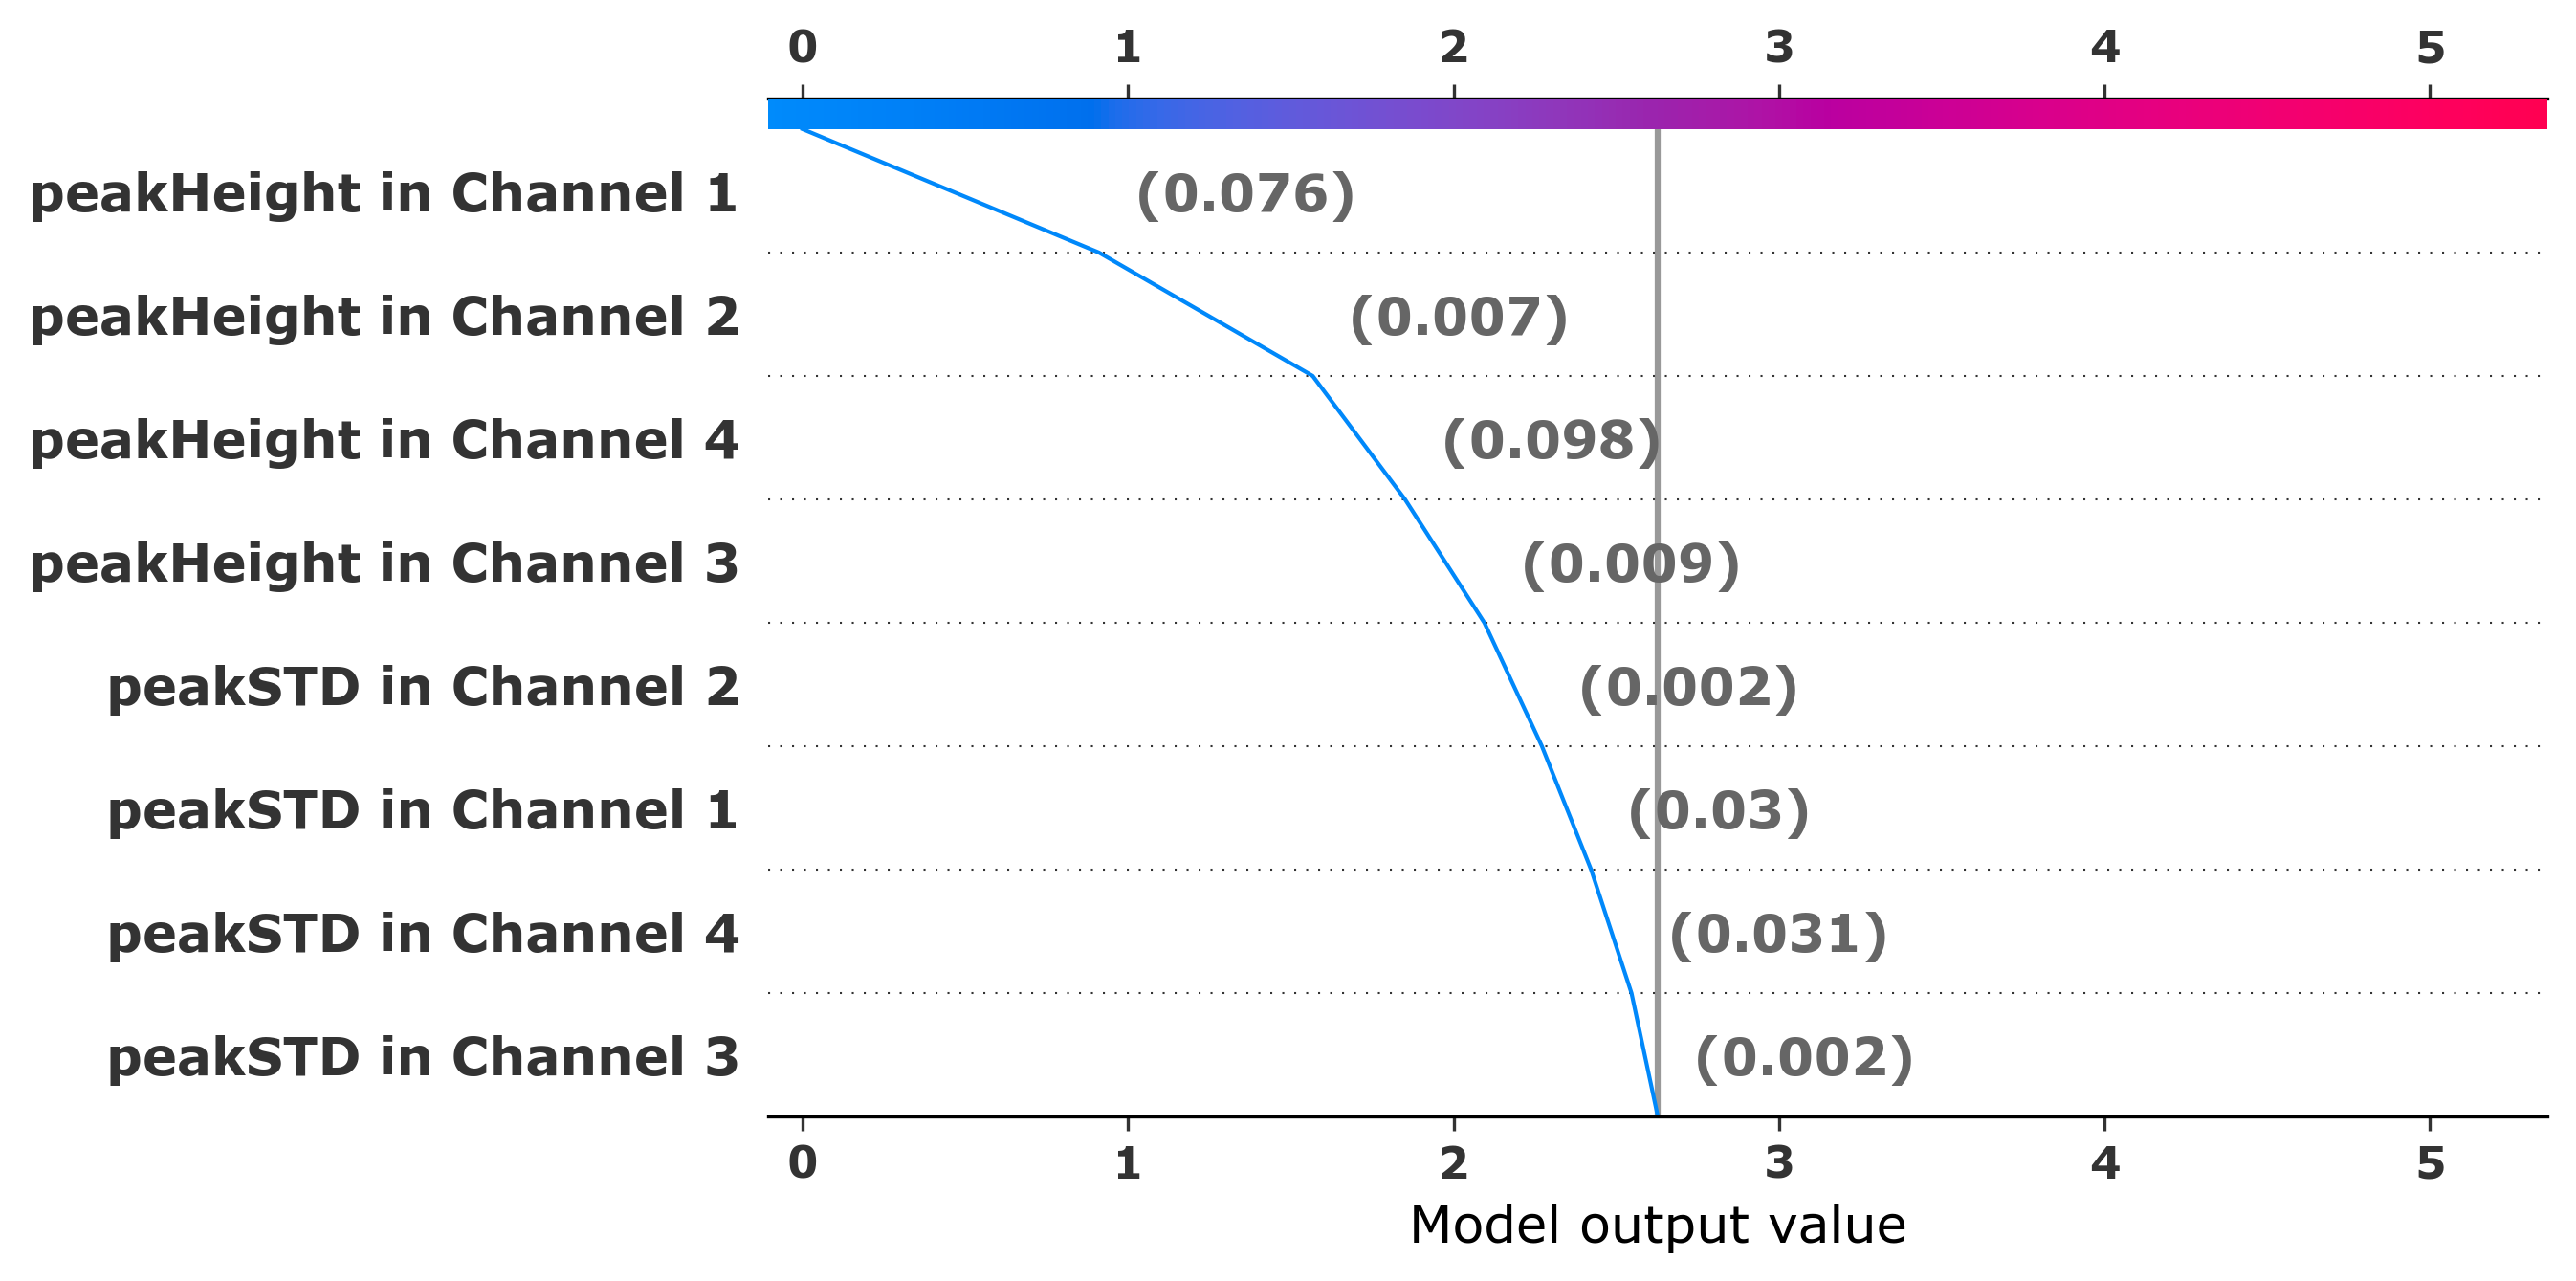 0 1 2 3 4 5
peakHeight in Channel 1 (0.076)
peakHeight in Channel 2 (0.007)
peakHeight in Channel 4 (0.098)
peakHeight in Channel 3 (0.009)
peakSTD in Channel 2 (0.002)
peakSTD in Channel 1 (0.03)
peakSTD in Channel 4 (0.031)
peakSTD in Channel 3 (0.002)
0 1 2 3 4 5
Model output value